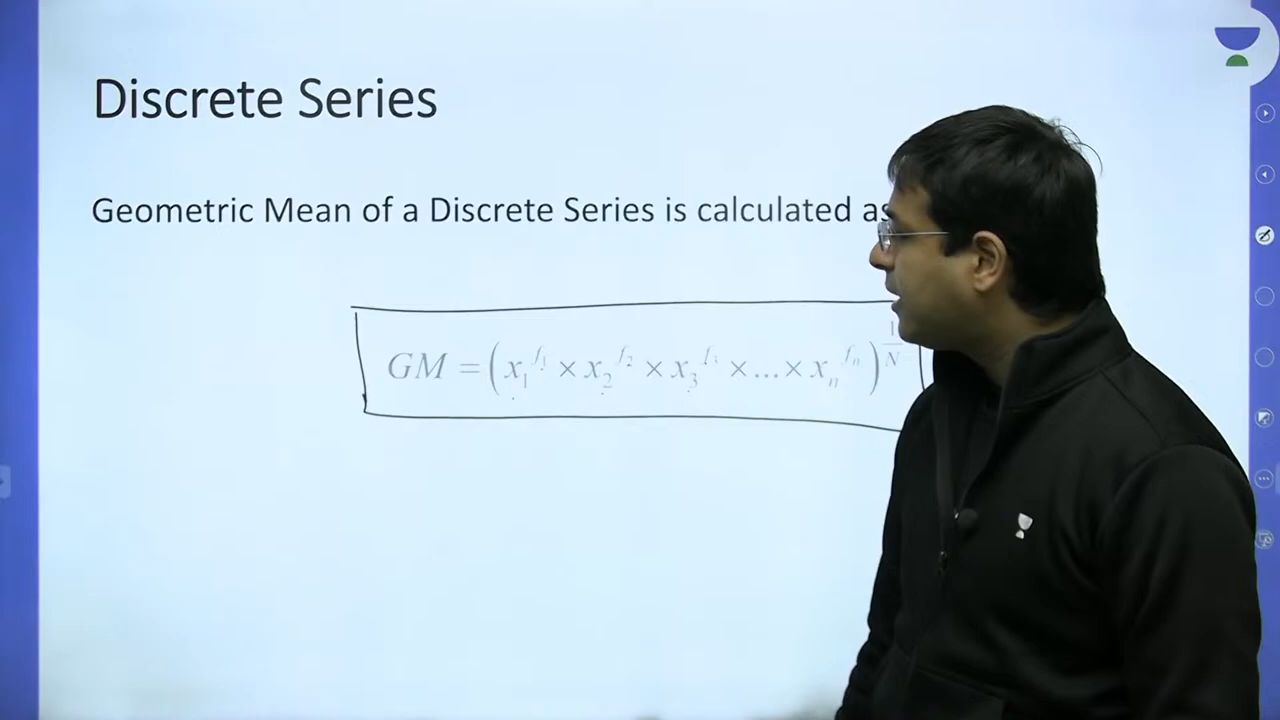 Discrete Series
Geometric Mean of a Discrete Series is calculated as
GM = (x₁^f₁ × x₂^f₂ × x₃^f₃ × ... × xₙ^fₙ)^(1/N)